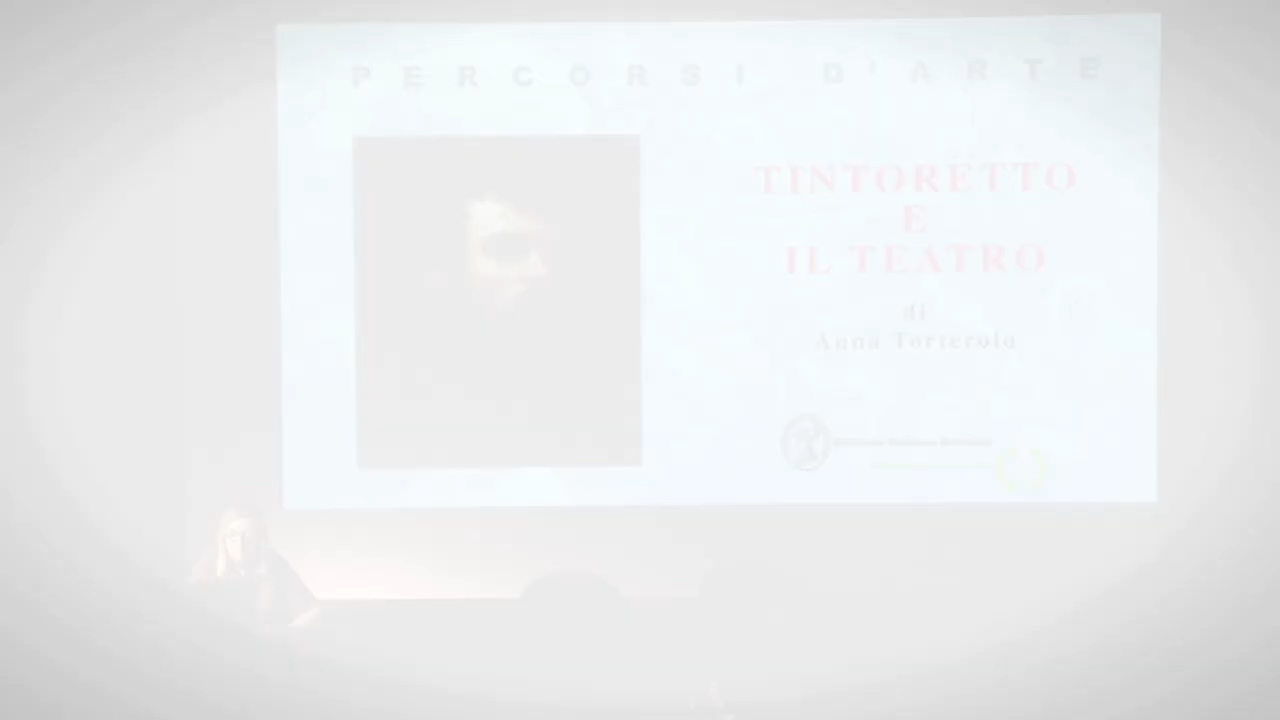 PERCORSI D'ARTE
TINTORETTO
E
IL TEATRO
di
Anna Torterolo